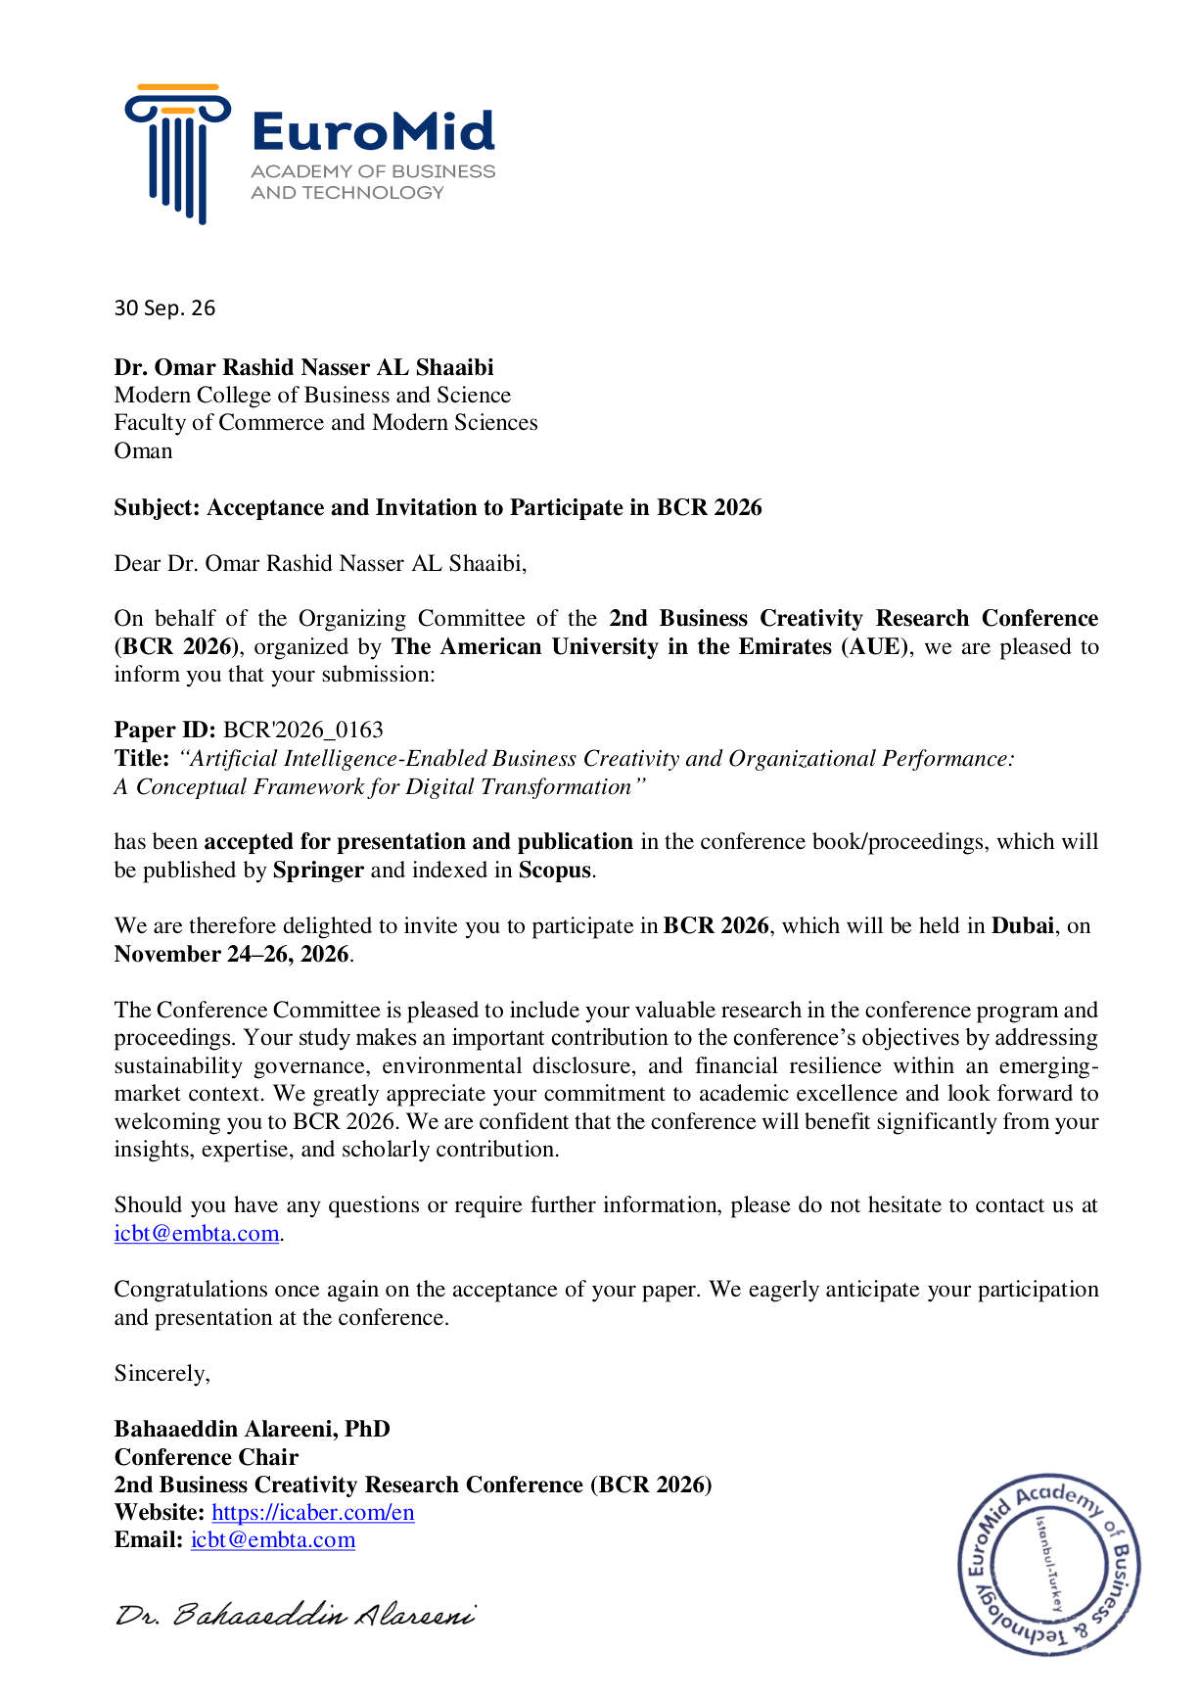 EuroMid
ACADEMY OF BUSINESS
AND TECHNOLOGY
30 Sep. 26
Dr. Omar Rashid Nasser AL Shaaibi
Modern College of Business and Science
Faculty of Commerce and Modern Sciences
Oman
Subject: Acceptance and Invitation to Participate in BCR 2026
Dear Dr. Omar Rashid Nasser AL Shaaibi,
On behalf of the Organizing Committee of the 2nd Business Creativity Research Conference
(BCR 2026), organized by The American University in the Emirates (AUE), we are pleased to
inform you that your submission:
Paper ID: BCR'2026_0163
Title: “Artificial Intelligence-Enabled Business Creativity and Organizational Performance:
A Conceptual Framework for Digital Transformation”
has been accepted for presentation and publication in the conference book/proceedings, which will
be published by Springer and indexed in Scopus.
We are therefore delighted to invite you to participate in BCR 2026, which will be held in Dubai, on
November 24–26, 2026.
The Conference Committee is pleased to include your valuable research in the conference program and
proceedings. Your study makes an important contribution to the conference’s objectives by addressing
sustainability governance, environmental disclosure, and financial resilience within an emerging-
market context. We greatly appreciate your commitment to academic excellence and look forward to
welcoming you to BCR 2026. We are confident that the conference will benefit significantly from your
insights, expertise, and scholarly contribution.
Should you have any questions or require further information, please do not hesitate to contact us at
icbt@embta.com.
Congratulations once again on the acceptance of your paper. We eagerly anticipate your participation
and presentation at the conference.
Sincerely,
Bahaaeddin Alareeni, PhD
Conference Chair
2nd Business Creativity Research Conference (BCR 2026)
Website: https://icaber.com/en
Email: icbt@embta.com
Dr. Bahaaeddin Alareeni
EuroMid Academy of Business & Technology
Istanbul-Turkey